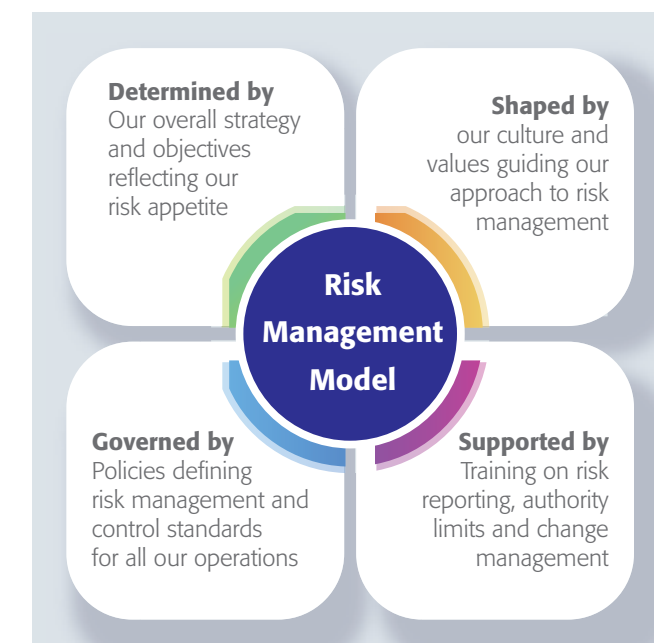 Determined by
Our overall strategy
and objectives
reflecting our
risk appetite
Shaped by
our culture and
values guiding our
approach to risk
management
Risk
Management
Model
Governed by
Policies defining
risk management and
control standards
for all our operations
Supported by
Training on risk
reporting, authority
limits and change
management